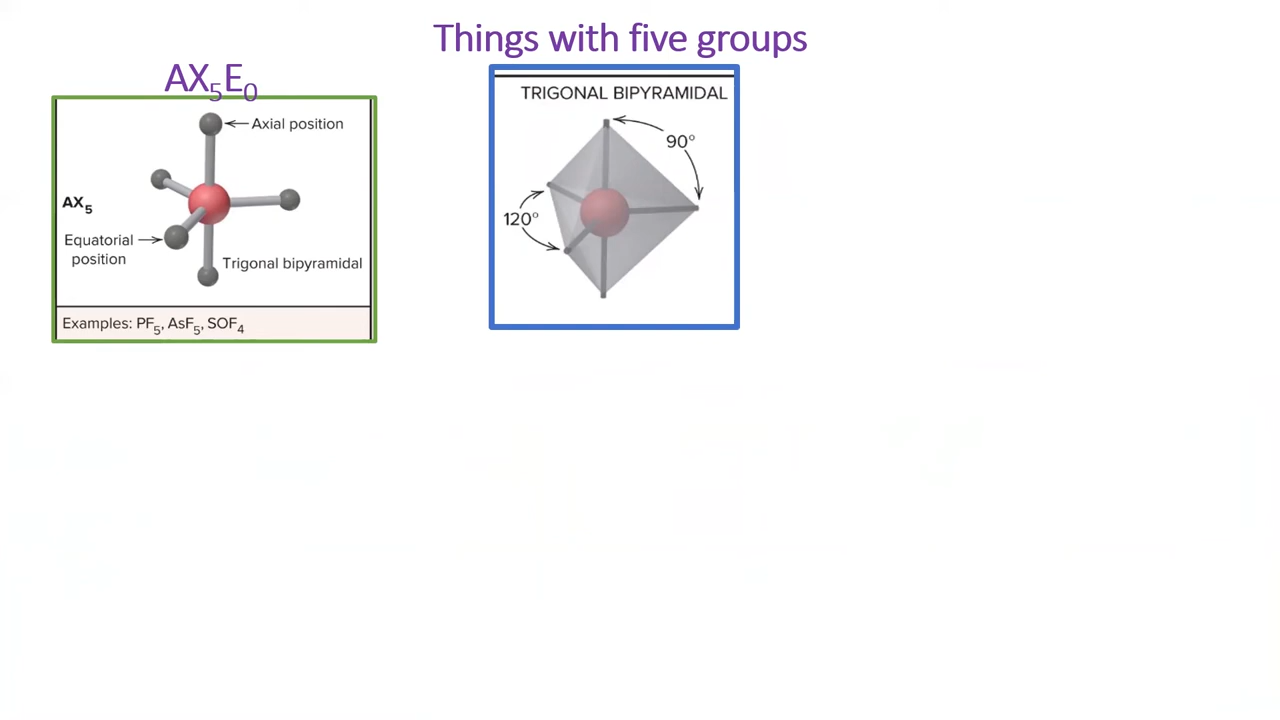 Things with five groups
AX₅E₀
Axial position
AX₅
Equatorial
position
Trigonal bipyramidal
Examples: PF₅, AsF₅, SOF₄
TRIGONAL BIPYRAMIDAL
90°
120°